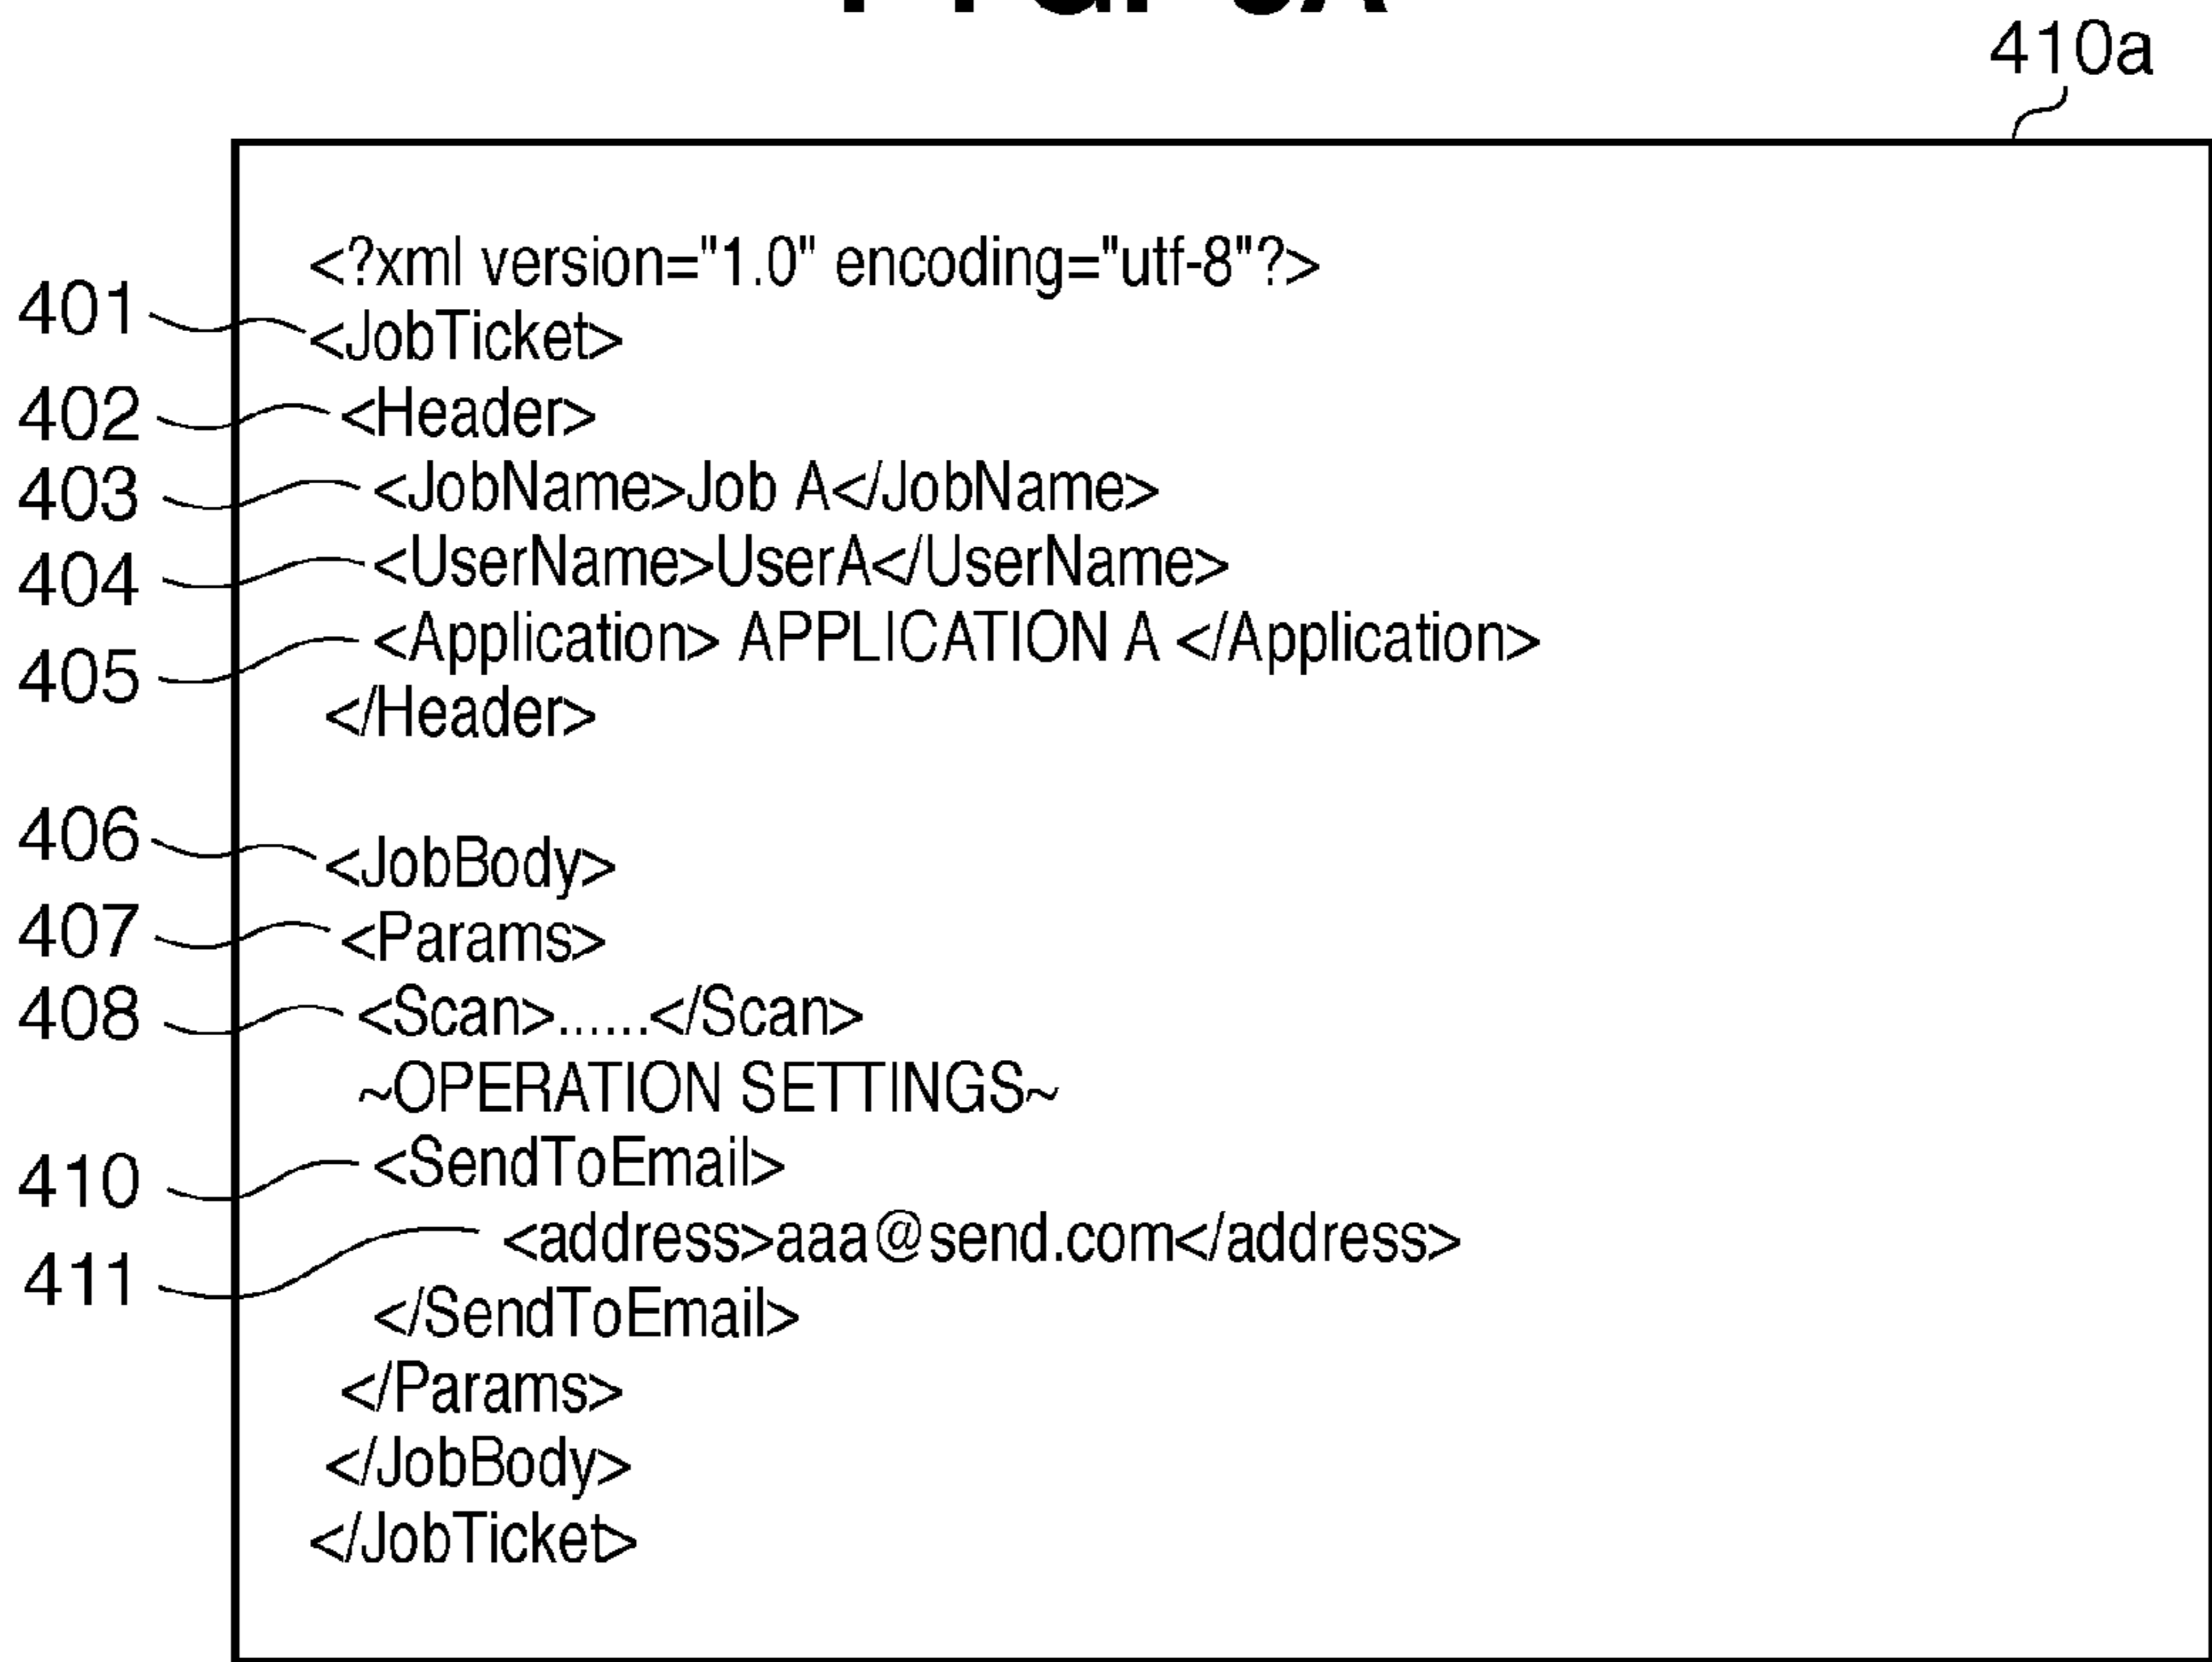 410a
<?xml version="1.0" encoding="utf-8"?>
401 <JobTicket>
402 <Header>
403 <JobName>Job A</JobName>
404 <UserName>UserA</UserName>
405 <Application> APPLICATION A </Application>
</Header>
406 <JobBody>
407 <Params>
408 <Scan>......</Scan>
~OPERATION SETTINGS~
410 <SendToEmail>
411 <address>aaa@send.com</address>
</SendToEmail>
</Params>
</JobBody>
</JobTicket>